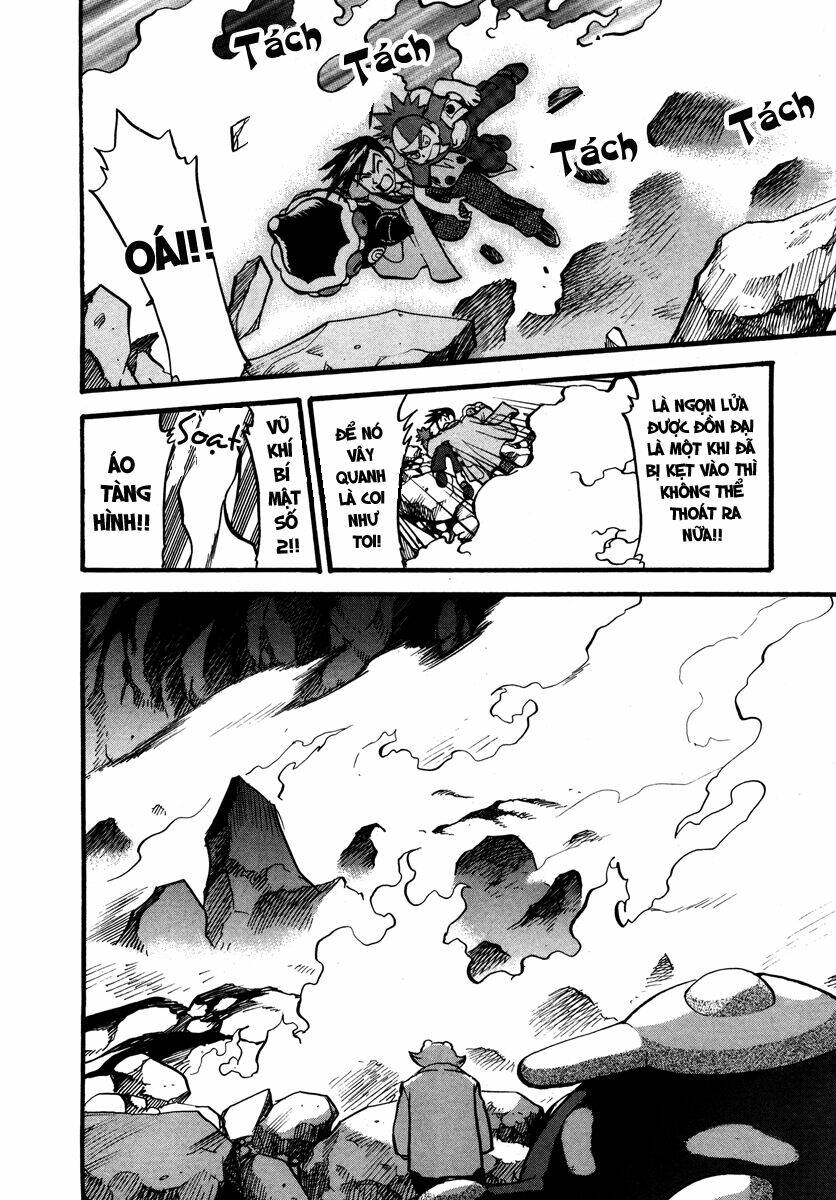 Tách
Tách
Tách
Tách
OÁI!!
LÀ NGỌN LỬA
ĐƯỢC ĐỒN ĐẠI
LÀ MỘT KHI ĐÃ
BỊ KẸT VÀO THÌ
KHÔNG THỂ
THOÁT RA
NỮA!!
ĐỂ NÓ
VÂY
QUANH
LÀ COI
NHƯ
TOI!
VŨ
KHÍ
BÍ
MẬT
SỐ
2!!
Soạt
ÁO
TÀNG
HÌNH!!